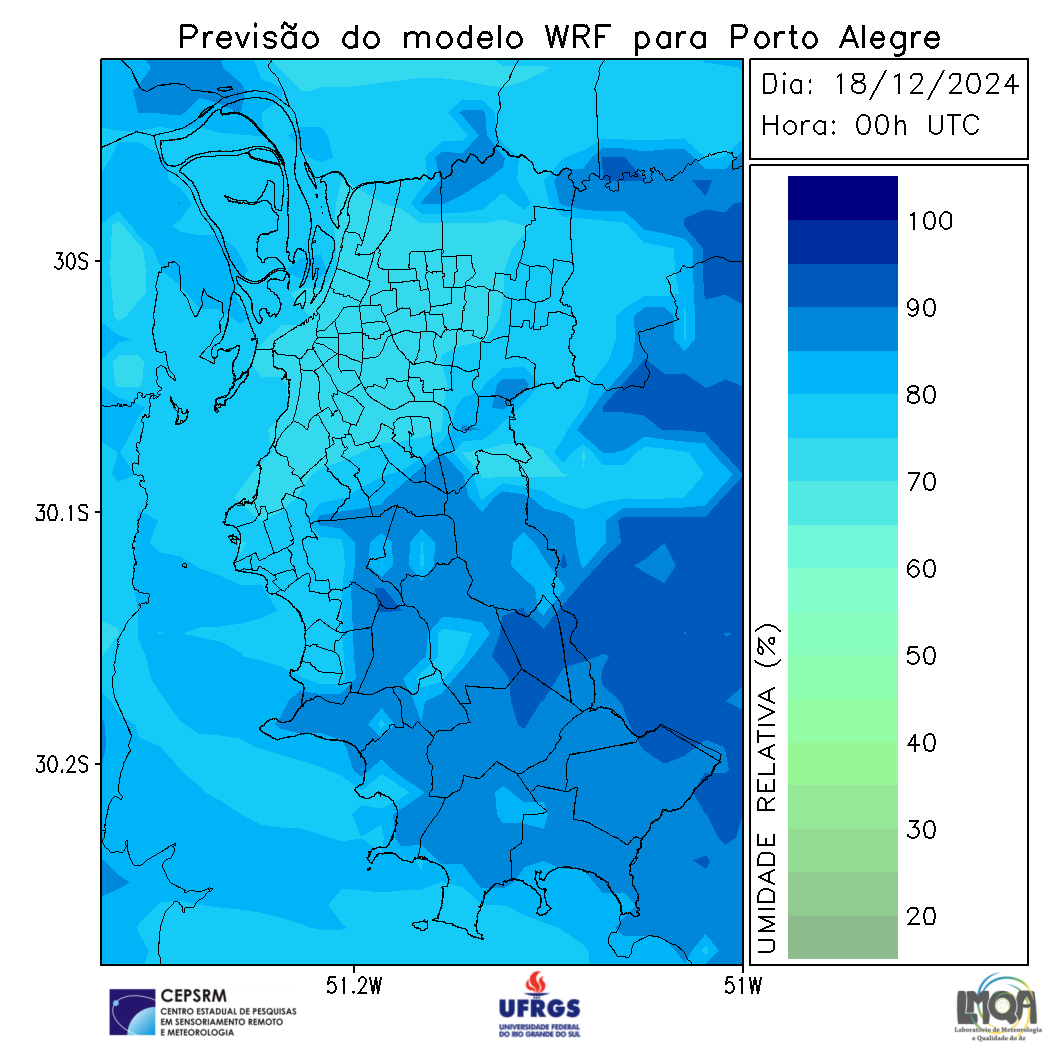 Previsão do modelo WRF para Porto Alegre
Dia: 18/12/2024
Hora: 00h UTC
100
90
80
70
60
50
40
30
20
UMIDADE RELATIVA (%)
30S
30.1S
30.2S
51.2W
51W
CEPSRM
CENTRO ESTADUAL DE PESQUISAS
EM SENSORIAMENTO REMOTO
E METEOROLOGIA
UFRGS
UNIVERSIDADE FEDERAL
DO RIO GRANDE DO SUL
LMQA
Laboratório de Meteorologia
e Qualidade do Ar